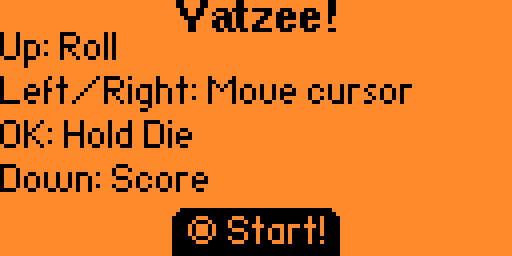 Yatzee!
Up: Roll
Left/Right: Move cursor
OK: Hold Die
Down: Score
Start!